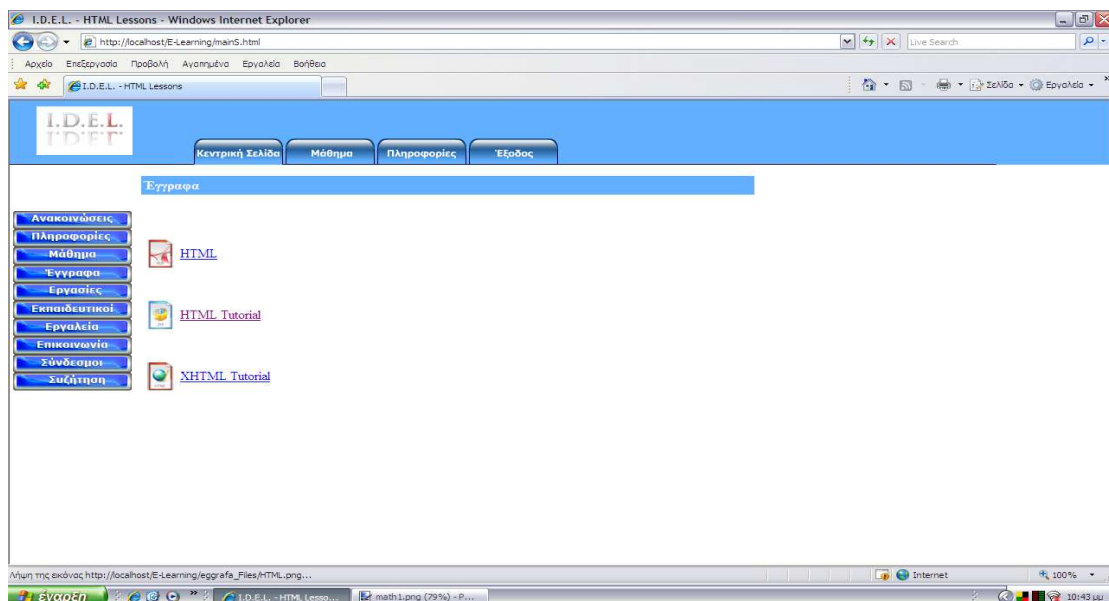 I.D.E.L. - HTML Lessons - Windows Internet Explorer
http://localhost/E-Learning/mainS.html
Live Search
Αρχείο Επεξεργασία Προβολή Αγαπημένα Εργαλεία Βοήθεια
I.D.E.L. - HTML Lessons
Σελίδα Εργαλεία
I.D.E.L.
Κεντρική Σελίδα Μάθημα Πληροφορίες Έξοδος
Έγγραφα
Ανακοινώσεις
Πληροφορίες
Μάθημα
Έγγραφα
Εργασίες
Εκπαιδευτικοί
Εργαλεία
Επικοινωνία
Σύνδεσμοι
Συζήτηση
HTML
HTML Tutorial
XHTML Tutorial
Λήψη της εικόνας http://localhost/E-Learning/eggrafa_Files/HTML.png...
Internet
100%
έναρξη
I.D.E.L. - HTML Lesso...
math1.png (79%) - P...
10:43 μμ